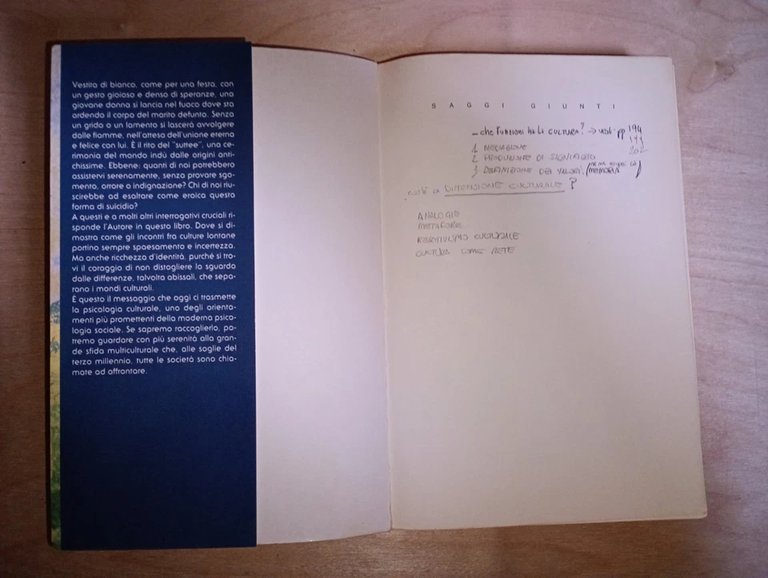 Vestita di bianco, come per una festa, con
un gesto gioioso e denso di speranze, una
giovane donna si lancia nel fuoco dove sta
ardendo il corpo del marito defunto. Senza
un grido o un lamento si lascerà avvolgere
dalle fiamme, nell'attesa dell'unione eterna
e felice con lui. È il rito del "suttee", una ce-
rimonia del mondo indù dalle origini anti-
chissime. Ebbene: quanti di noi potrebbero
assistervi serenamente, senza provare sgo-
mento, orrore o indignazione? Chi di noi riu-
scirebbe ad esaltare come eroica questa
forma di suicidio?
A questi e a molti altri interrogativi cruciali ri-
sponde l'Autore in questo libro. Dove si di-
mostra come gli incontri fra culture lontane
portino sempre spaesamento e incertezza.
Ma anche ricchezza d'identità, purché si tro-
vi il coraggio di non distogliere lo sguardo
dalle differenze, talvolta abissali, che sepa-
rano i mondi culturali.
È questo il messaggio che oggi ci trasmette
la psicologia culturale, uno degli orienta-
menti più promettenti della moderna psico-
logia sociale. Se sapremo raccoglierlo, po-
tremo guardare con più serenità alla gran-
de sfida multiculturale che, alle soglie del
terzo millennio, tutte le società sono chia-
mate ad affrontare.
SAGGI GIUNTI
... che funzioni ha la cultura? → vedi pp 194
199
202
1 MEDIAZIONE
2 PRODUZIONE DI SIGNIFICATO
3 DEFINIZIONE DEI VALORI (MEMORIA)
cos'è la DIMENSIONE CULTURALE?
ANALOGIA
METAFORA
RELATIVISMO CULTURALE
CULTURA COME RETE